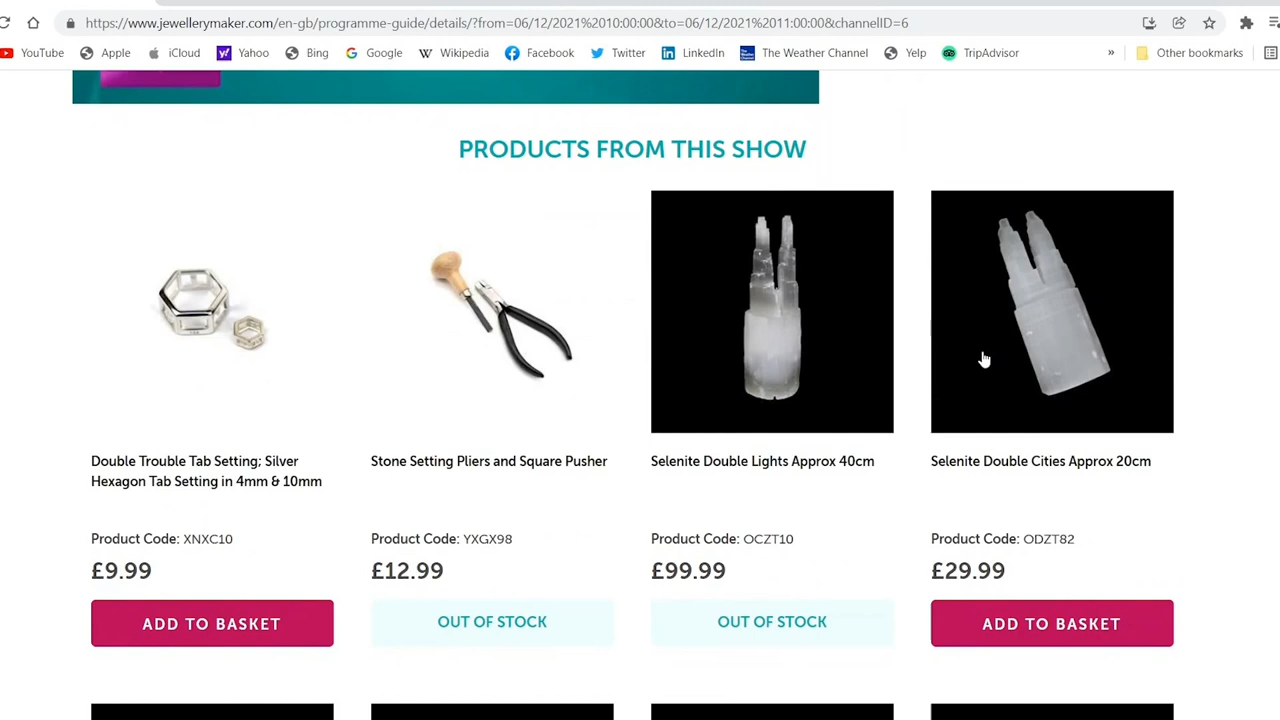 https://www.jewellerymaker.com/en-gb/programme-guide/details/?from=06/12/2021%2010:00:00&to=06/12/2021%2011:00:00&channelID=6
YouTube Apple iCloud Yahoo Bing Google Wikipedia Facebook Twitter LinkedIn The Weather Channel Yelp TripAdvisor » Other bookmarks
PRODUCTS FROM THIS SHOW
Double Trouble Tab Setting; Silver
Hexagon Tab Setting in 4mm & 10mm
Product Code: XNXC10
£9.99
ADD TO BASKET
Stone Setting Pliers and Square Pusher
Product Code: YXGX98
£12.99
OUT OF STOCK
Selenite Double Lights Approx 40cm
Product Code: OCZT10
£99.99
OUT OF STOCK
Selenite Double Cities Approx 20cm
Product Code: ODZT82
£29.99
ADD TO BASKET